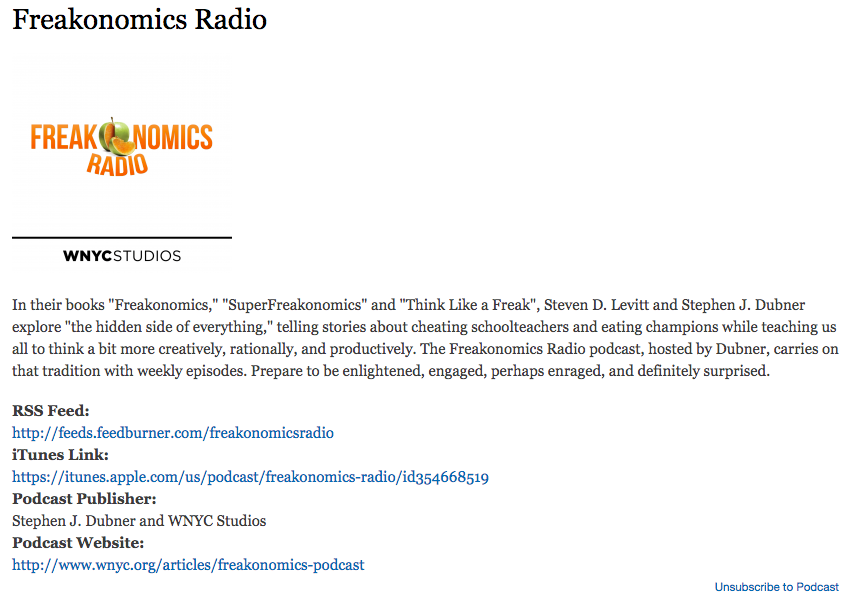 Freakonomics Radio
FREAKONOMICS
RADIO
WNYCSTUDIOS
In their books "Freakonomics," "SuperFreakonomics" and "Think Like a Freak", Steven D. Levitt and Stephen J. Dubner
explore "the hidden side of everything," telling stories about cheating schoolteachers and eating champions while teaching us
all to think a bit more creatively, rationally, and productively. The Freakonomics Radio podcast, hosted by Dubner, carries on
that tradition with weekly episodes. Prepare to be enlightened, engaged, perhaps enraged, and definitely surprised.
RSS Feed:
http://feeds.feedburner.com/freakonomicsradio
iTunes Link:
https://itunes.apple.com/us/podcast/freakonomics-radio/id354668519
Podcast Publisher:
Stephen J. Dubner and WNYC Studios
Podcast Website:
http://www.wnyc.org/articles/freakonomics-podcast
Unsubscribe to Podcast